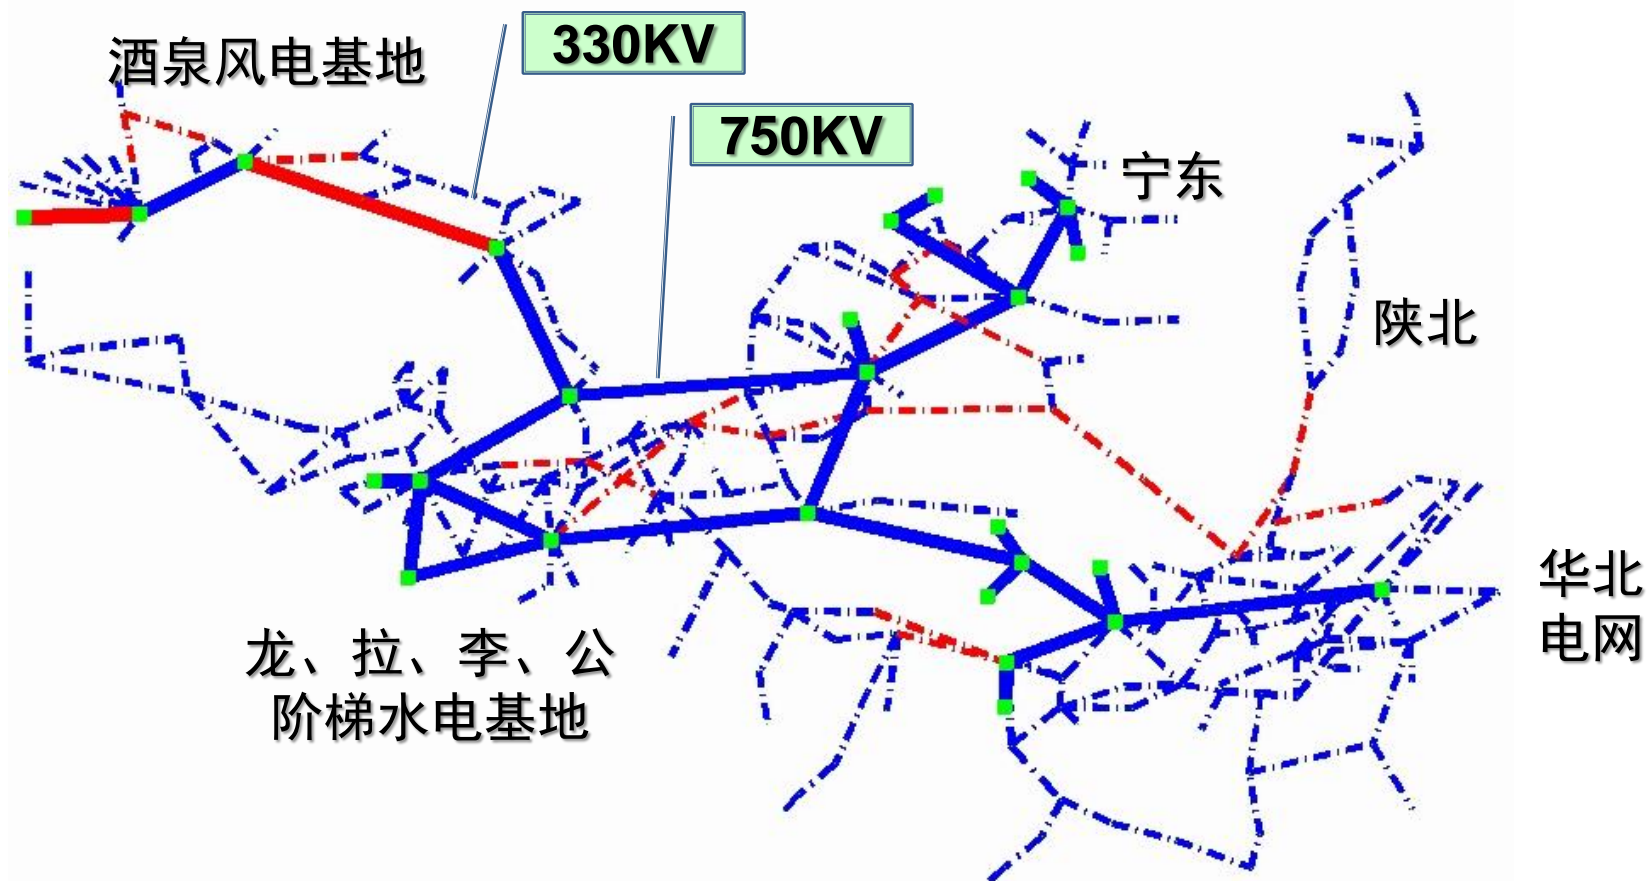 330KV
酒泉风电基地
750KV
宁东
陕北
华北
电网
龙、拉、李、公
阶梯水电基地